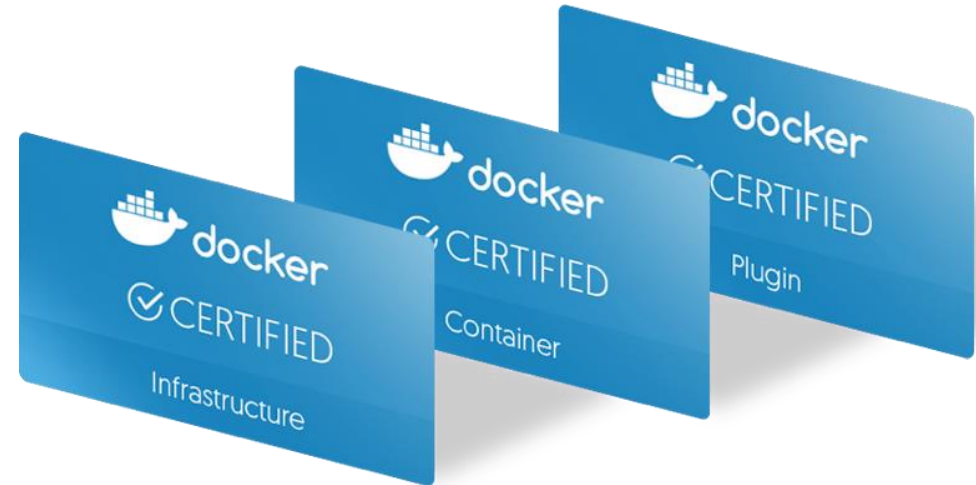 docker
CERTIFIED
Infrastructure
docker
CERTIFIED
Container
docker
CERTIFIED
Plugin